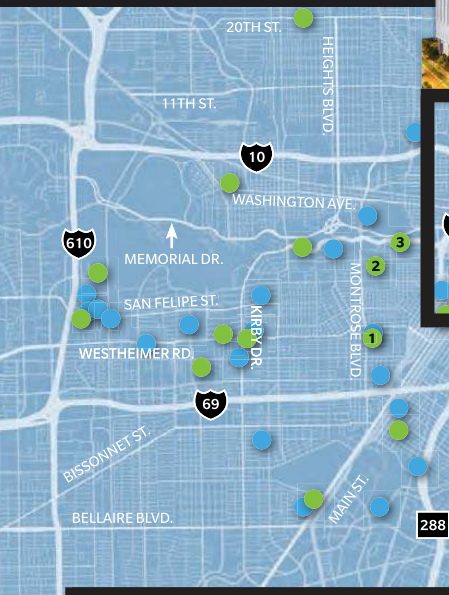 20TH ST.
HEIGHTS BLVD.
11TH ST.
10
WASHINGTON AVE.
610
3
MEMORIAL DR.
2
SAN FELIPE ST.
KIRBY DR.
MONTROSE BLVD
1
WESTHEIMER RD.
69
BISSONNET ST.
MAIN ST.
BELLAIRE BLVD.
288